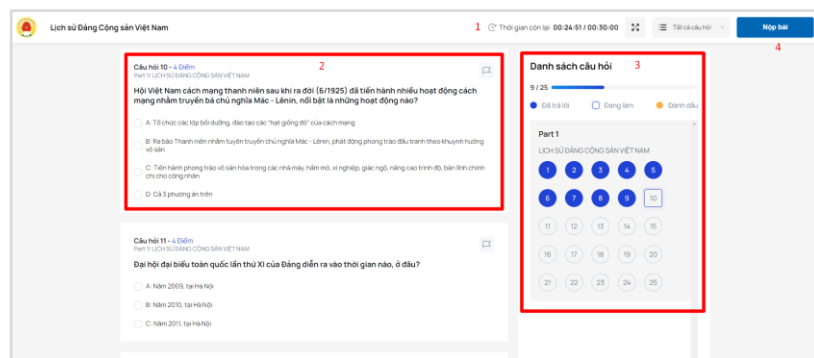 Lịch sử Đảng Cộng sản Việt Nam
1
Thời gian còn lại: 00:24:51 / 00:30:00
Tất cả câu hỏi
Nộp bài
4
Câu hỏi 10 - 4 Điểm
2
Part 1/ LỊCH SỬ ĐẢNG CỘNG SẢN VIỆT NAM
Hội Việt Nam cách mạng thanh niên sau khi ra đời (6/1925) đã tiến hành nhiều hoạt động cách
mạng nhằm truyền bá chủ nghĩa Mác - Lênin, nổi bật là những hoạt động nào?
A: Tổ chức các lớp bồi dưỡng, đào tạo các "hạt giống đỏ" của cách mạng
B: Ra báo Thanh niên nhằm tuyên truyền chủ nghĩa Mác - Lênin, phát động phong trào đấu tranh theo khuynh hướng
vô sản
C: Tiến hành phong trào vô sản hóa trong các nhà máy, hầm mỏ, xí nghiệp, giác ngộ, nâng cao trình độ, bản lĩnh chính
chị cho công nhân
D: Cả 3 phương án trên
Câu hỏi 11 - 4 Điểm
Part 1/ LỊCH SỬ ĐẢNG CỘNG SẢN VIỆT NAM
Đại hội đại biểu toàn quốc lần thứ XI của Đảng diễn ra vào thời gian nào, ở đâu?
A: Năm 2009, tại Hà Nội
B: Năm 2010, tại Hà Nội
C: Năm 2011, tại Hà Nội
Danh sách câu hỏi
3
9 / 25
Đã trả lời
Đang làm
Đánh dấu
Part 1
LỊCH SỬ ĐẢNG CỘNG SẢN VIỆT NAM
1 2 3 4 5
6 7 8 9 10
11 12 13 14 15
16 17 18 19 20
21 22 23 24 25